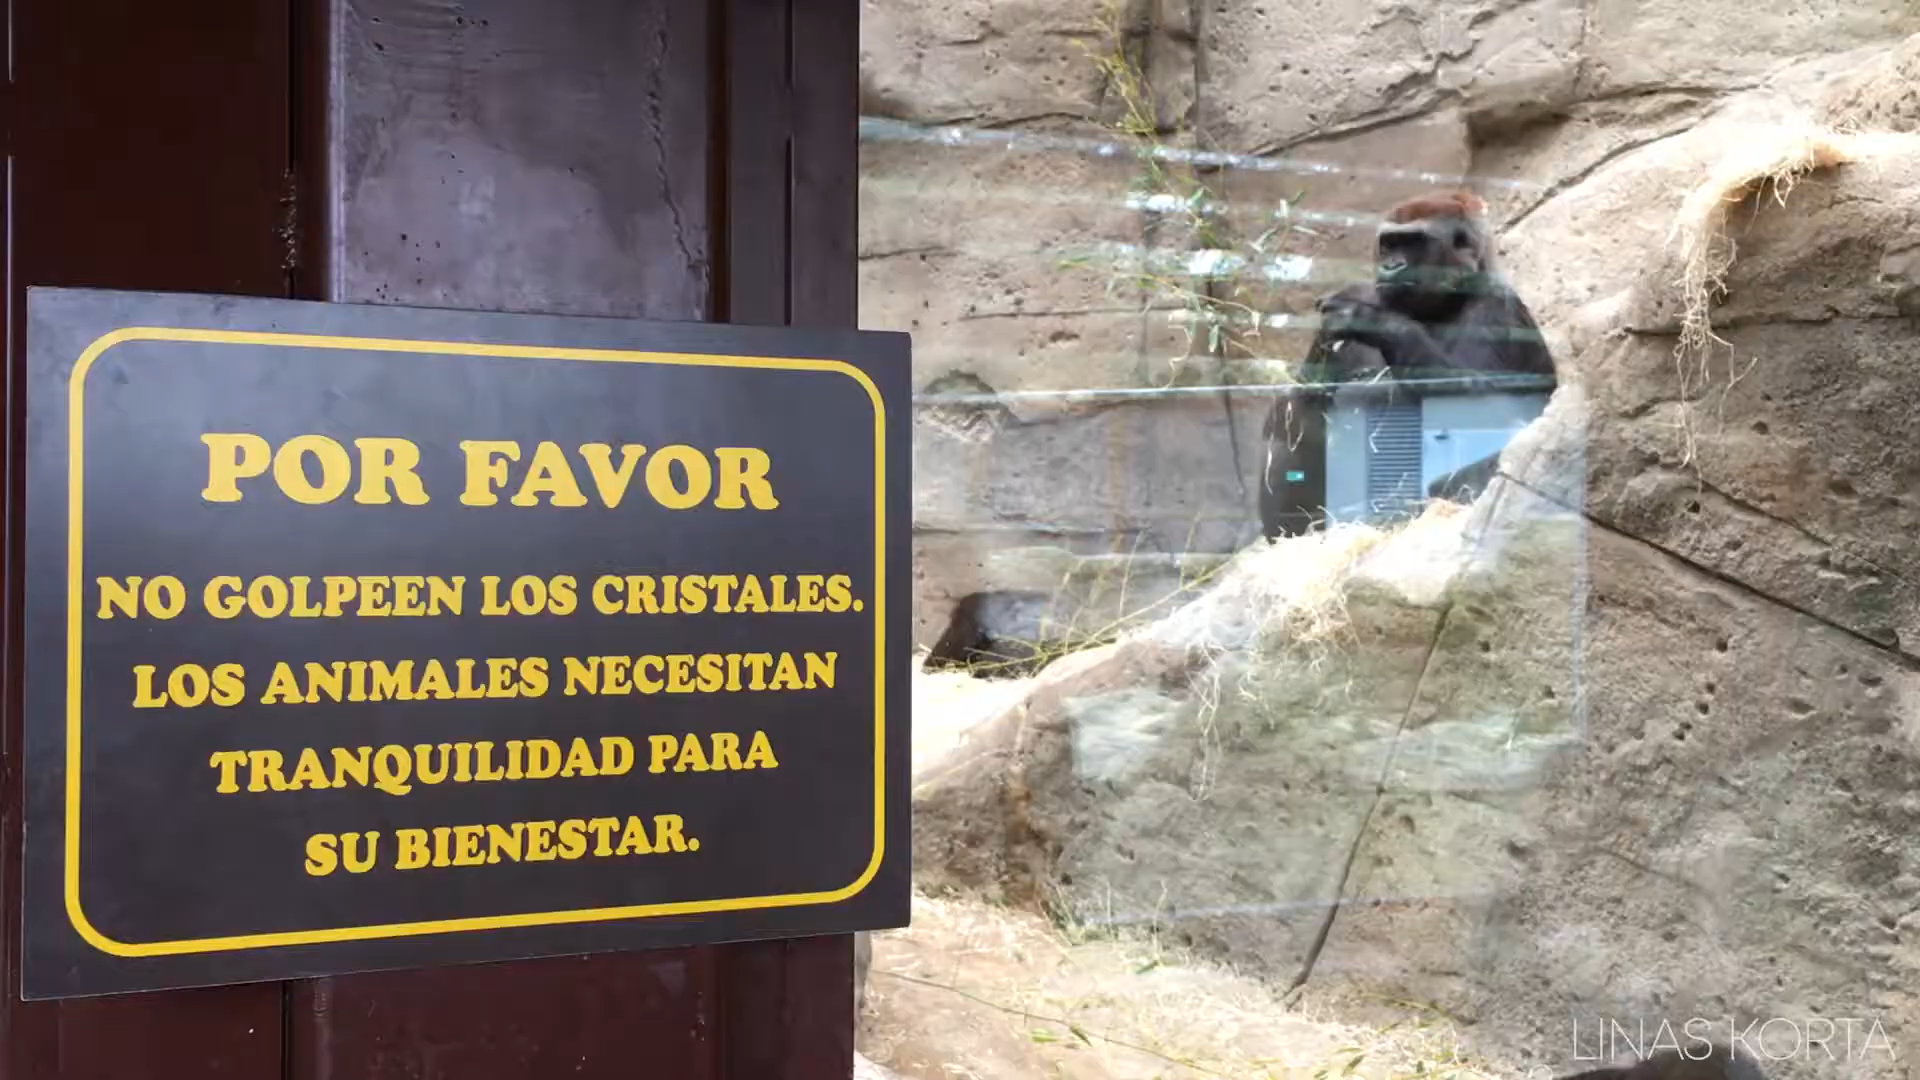 POR FAVOR
NO GOLPEEN LOS CRISTALES.
LOS ANIMALES NECESITAN
TRANQUILIDAD PARA
SU BIENESTAR.
LINAS KORTA